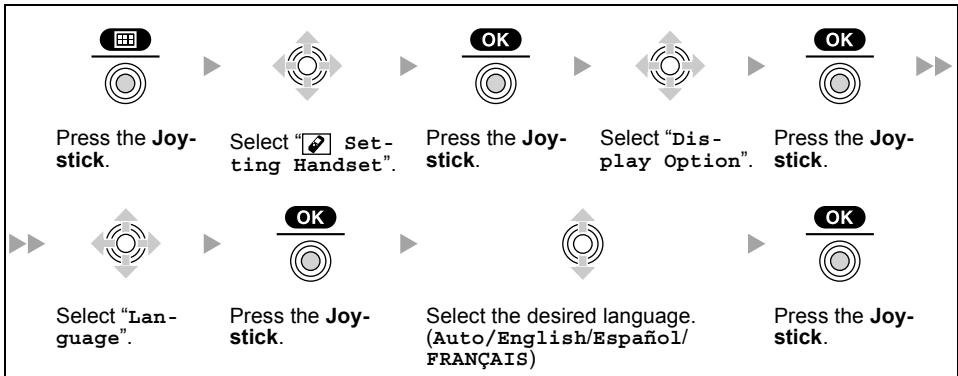 OK
OK
Press the Joy-
stick.
Select “ Set-
ting Handset”.
Press the Joy-
stick.
Select “Dis-
play Option”.
Press the Joy-
stick.
OK
OK
Select “Lan-
guage”.
Press the Joy-
stick.
Select the desired language.
(Auto/English/Español/
FRANÇAIS)
Press the Joy-
stick.